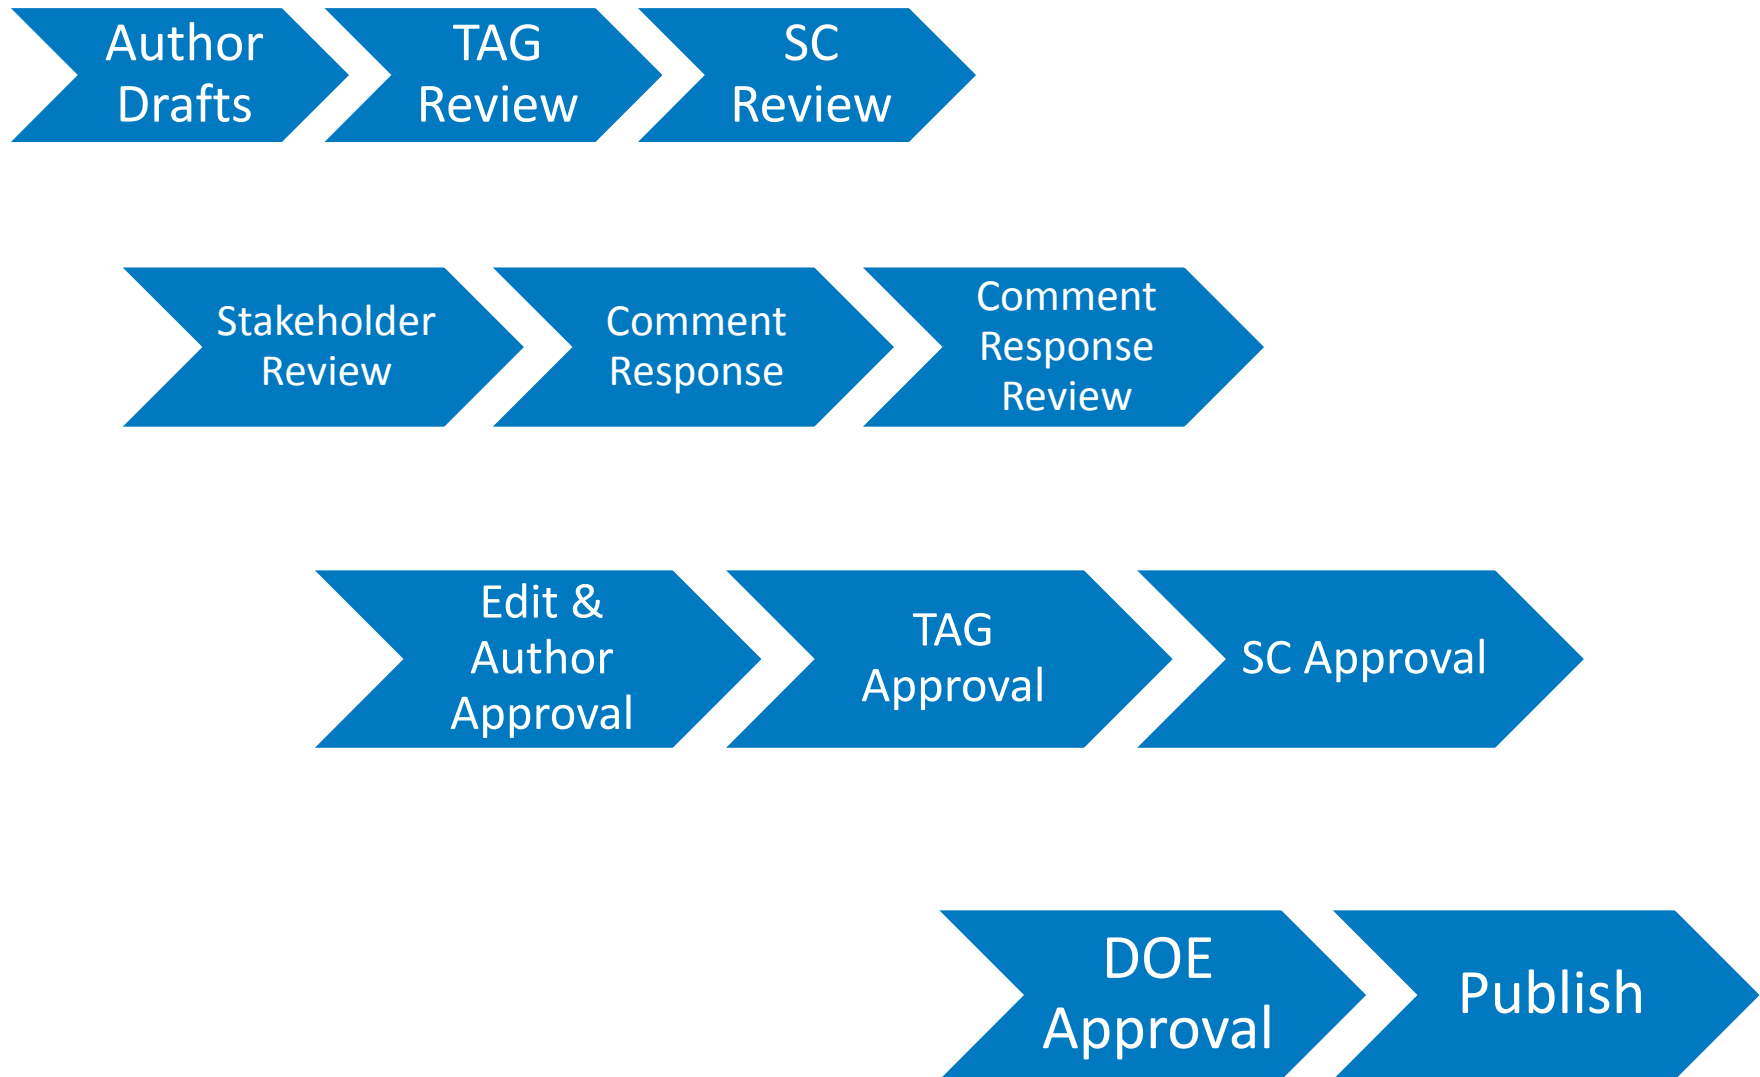 Author
Drafts
TAG
Review
SC
Review
Stakeholder
Review
Comment
Response
Comment
Response
Review
Edit &
Author
Approval
TAG
Approval
SC Approval
DOE
Approval
Publish